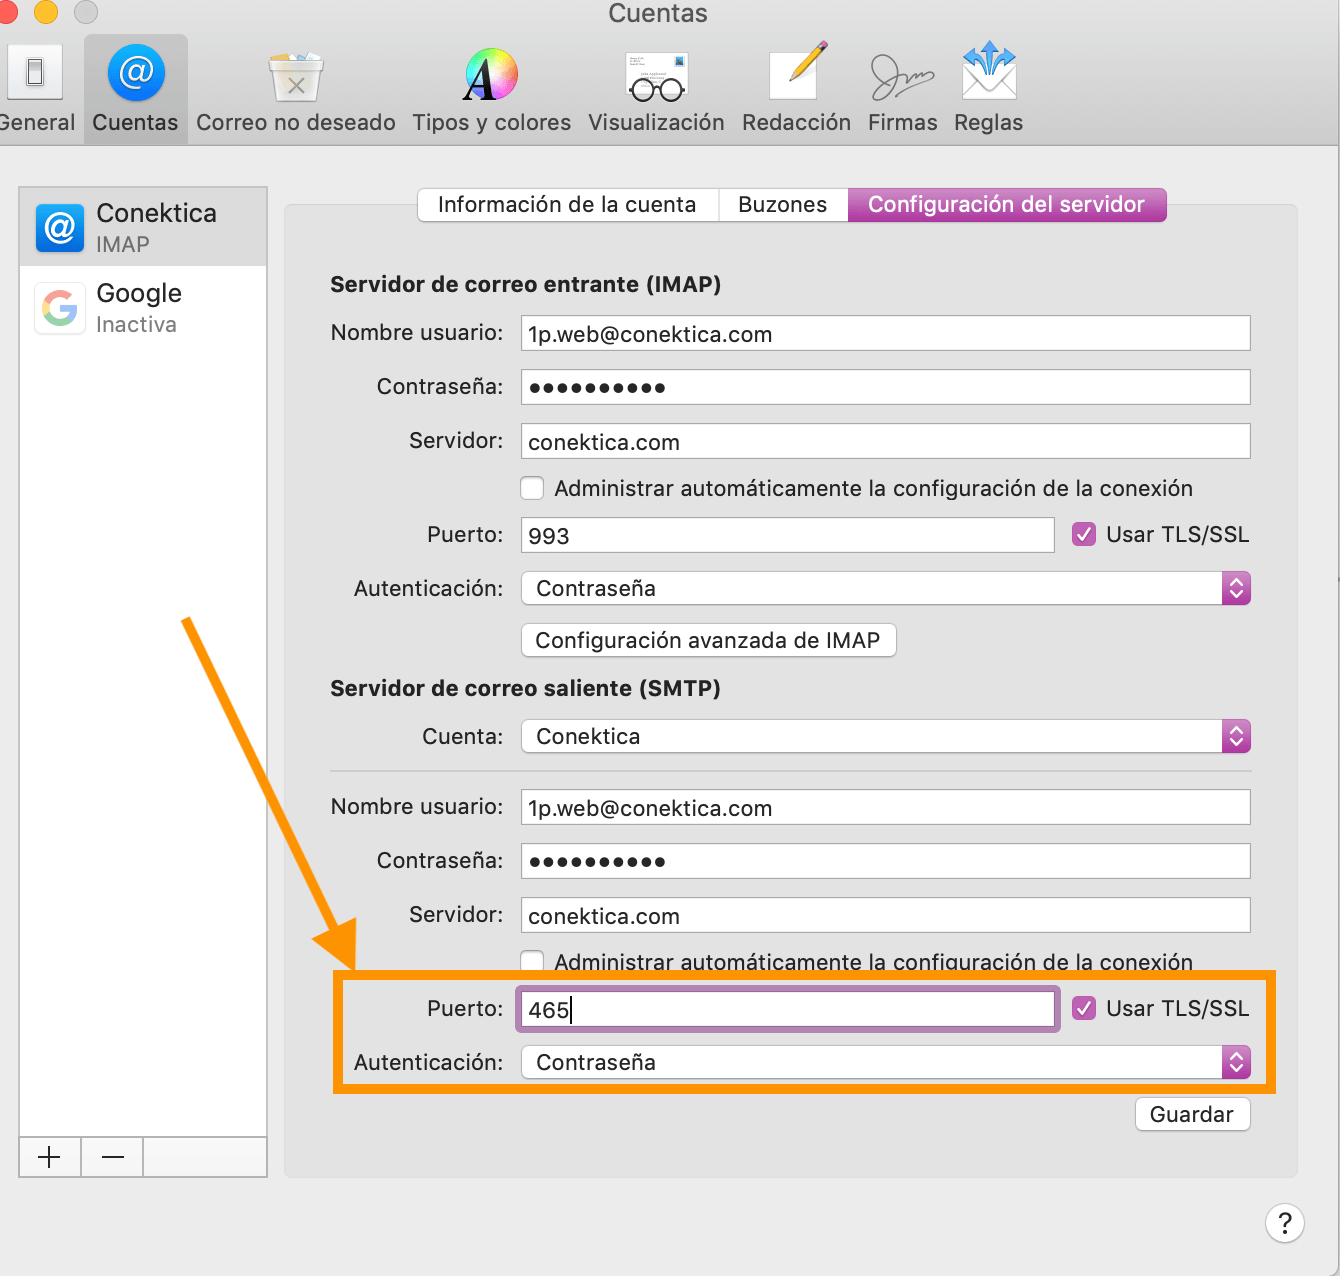 Cuentas
General
Cuentas
Correo no deseado
Tipos y colores
Visualización
Redacción
Firmas
Reglas
Conektica
IMAP
Google
Inactiva
Información de la cuenta
Buzones
Configuración del servidor
Servidor de correo entrante (IMAP)
Nombre usuario: 1p.web@conektica.com
Contraseña: ●●●●●●●●●●
Servidor: conektica.com
Administrar automáticamente la configuración de la conexión
Puerto: 993 Usar TLS/SSL
Autenticación: Contraseña
Configuración avanzada de IMAP
Servidor de correo saliente (SMTP)
Cuenta: Conektica
Nombre usuario: 1p.web@conektica.com
Contraseña: ●●●●●●●●●●
Servidor: conektica.com
Administrar automáticamente la configuración de la conexión
Puerto: 465 Usar TLS/SSL
Autenticación: Contraseña
Guardar
?